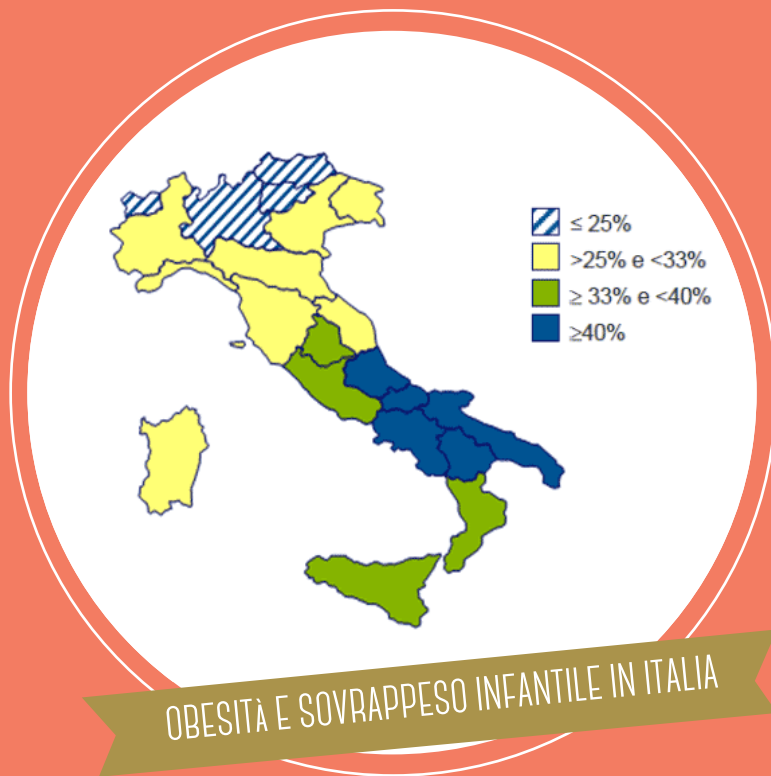 ≤ 25%
>25% e <33%
≥ 33% e <40%
≥40%
OBESITÀ E SOVRAPPESO INFANTILE IN ITALIA